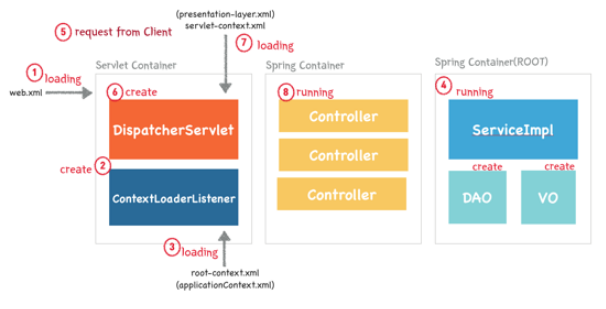 (presentation-layer.xml)
servlet-context.xml
5 request from Client
7 loading
Servlet Container
Spring Container
Spring Container(ROOT)
1 loading
web.xml
6 create
8 running
4 running
DispatcherServlet
Controller
Controller
Controller
ServiceImpl
create 2
create
create
ContextLoaderListener
DAO
VO
3 loading
root-context.xml
(applicationContext.xml)